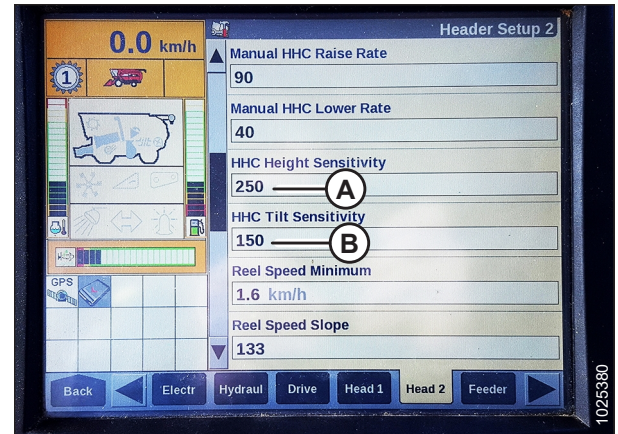 0.0 km/h
Header Setup 2
1
Manual HHC Raise Rate
90
Manual HHC Lower Rate
40
HHC Height Sensitivity
250
A
HHC Tilt Sensitivity
150
B
Reel Speed Minimum
1.6 km/h
Reel Speed Slope
133
GPS
Back Electr Hydraul Drive Head 1 Head 2 Feeder
1025380